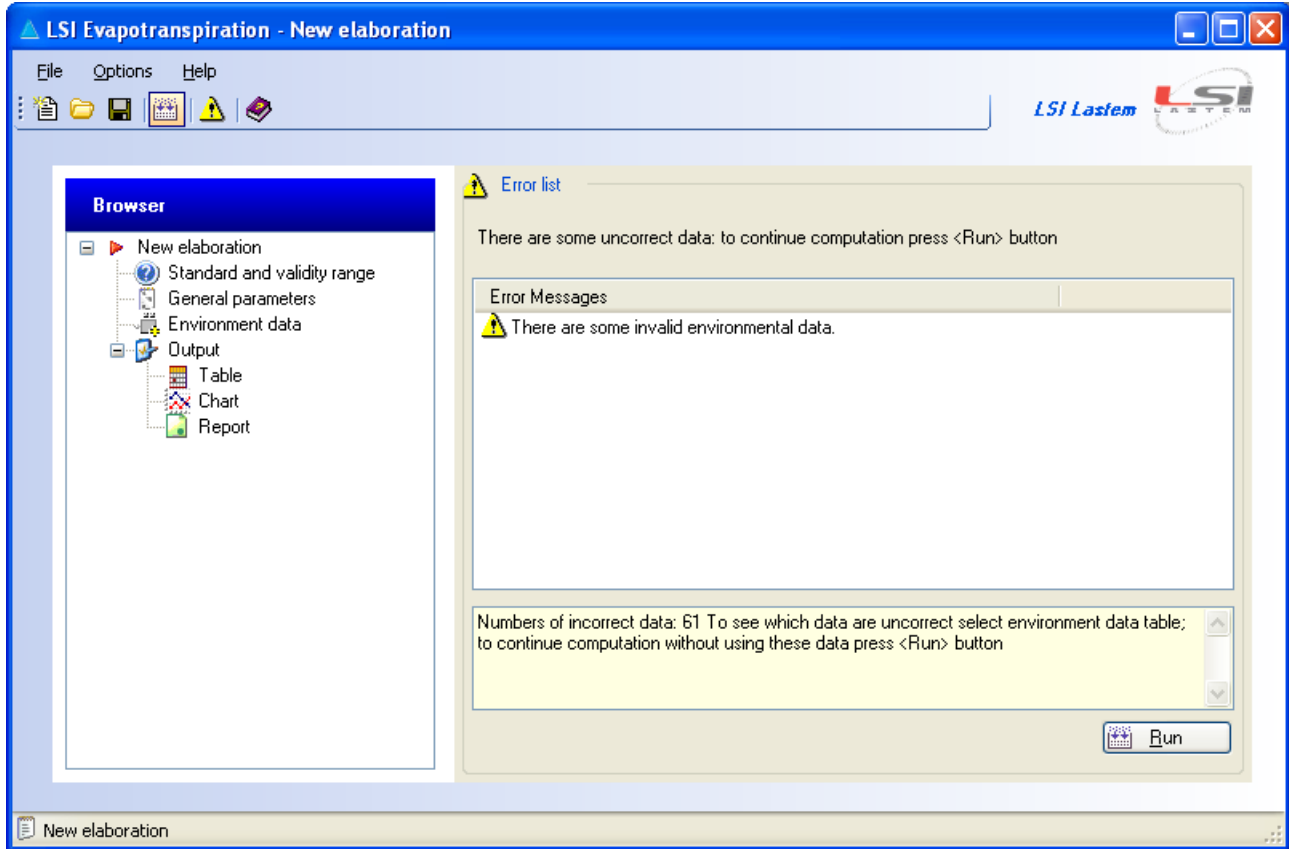 LSI Evapotranspiration - New elaboration
File Options Help
LSI Lastem
LSI
LASTEM
Browser
New elaboration
Standard and validity range
General parameters
Environment data
Output
Table
Chart
Report
Error list
There are some uncorrect data: to continue computation press <Run> button
Error Messages
There are some invalid environmental data.
Numbers of incorrect data: 61 To see which data are uncorrect select environment data table;
to continue computation without using these data press <Run> button
Run
New elaboration